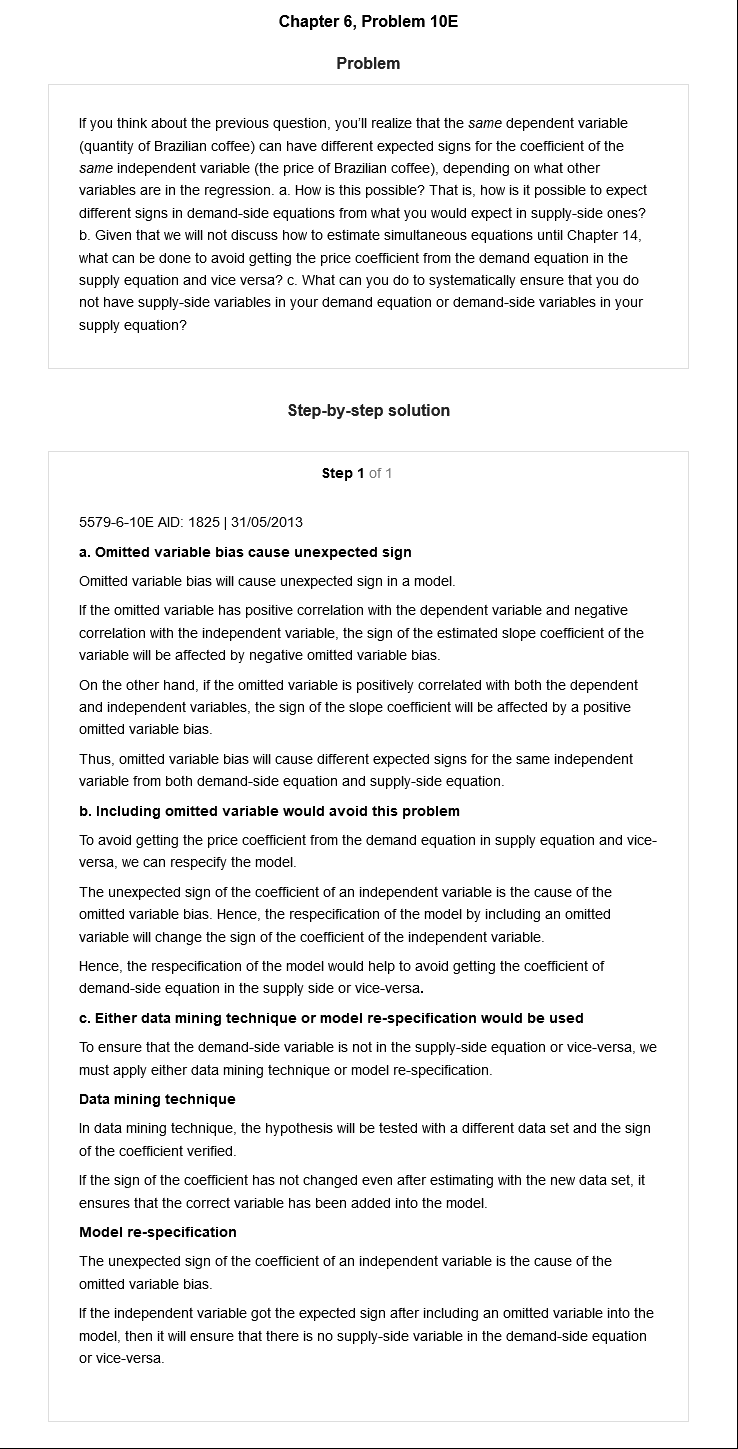 Chapter 6, Problem 10E
Problem
If you think about the previous question, you'll realize that the same dependent variable
(quantity of Brazilian coffee) can have different expected signs for the coefficient of the
same independent variable (the price of Brazilian coffee), depending on what other
variables are in the regression. a. How is this possible? That is, how is it possible to expect
different signs in demand-side equations from what you would expect in supply-side ones?
b. Given that we will not discuss how to estimate simultaneous equations until Chapter 14,
what can be done to avoid getting the price coefficient from the demand equation in the
supply equation and vice versa? c. What can you do to systematically ensure that you do
not have supply-side variables in your demand equation or demand-side variables in your
supply equation?
Step-by-step solution
Step 1 of 1
5579-6-10E AID: 1825 | 31/05/2013
a. Omitted variable bias cause unexpected sign
Omitted variable bias will cause unexpected sign in a model.
If the omitted variable has positive correlation with the dependent variable and negative
correlation with the independent variable, the sign of the estimated slope coefficient of the
variable will be affected by negative omitted variable bias.
On the other hand, if the omitted variable is positively correlated with both the dependent
and independent variables, the sign of the slope coefficient will be affected by a positive
omitted variable bias.
Thus, omitted variable bias will cause different expected signs for the same independent
variable from both demand-side equation and supply-side equation.
b. Including omitted variable would avoid this problem
To avoid getting the price coefficient from the demand equation in supply equation and vice-
versa, we can respecify the model.
The unexpected sign of the coefficient of an independent variable is the cause of the
omitted variable bias. Hence, the respecification of the model by including an omitted
variable will change the sign of the coefficient of the independent variable.
Hence, the respecification of the model would help to avoid getting the coefficient of
demand-side equation in the supply side or vice-versa.
c. Either data mining technique or model re-specification would be used
To ensure that the demand-side variable is not in the supply-side equation or vice-versa, we
must apply either data mining technique or model re-specification.
Data mining technique
In data mining technique, the hypothesis will be tested with a different data set and the sign
of the coefficient verified.
If the sign of the coefficient has not changed even after estimating with the new data set, it
ensures that the correct variable has been added into the model.
Model re-specification
The unexpected sign of the coefficient of an independent variable is the cause of the
omitted variable bias.
If the independent variable got the expected sign after including an omitted variable into the
model, then it will ensure that there is no supply-side variable in the demand-side equation
or vice-versa.